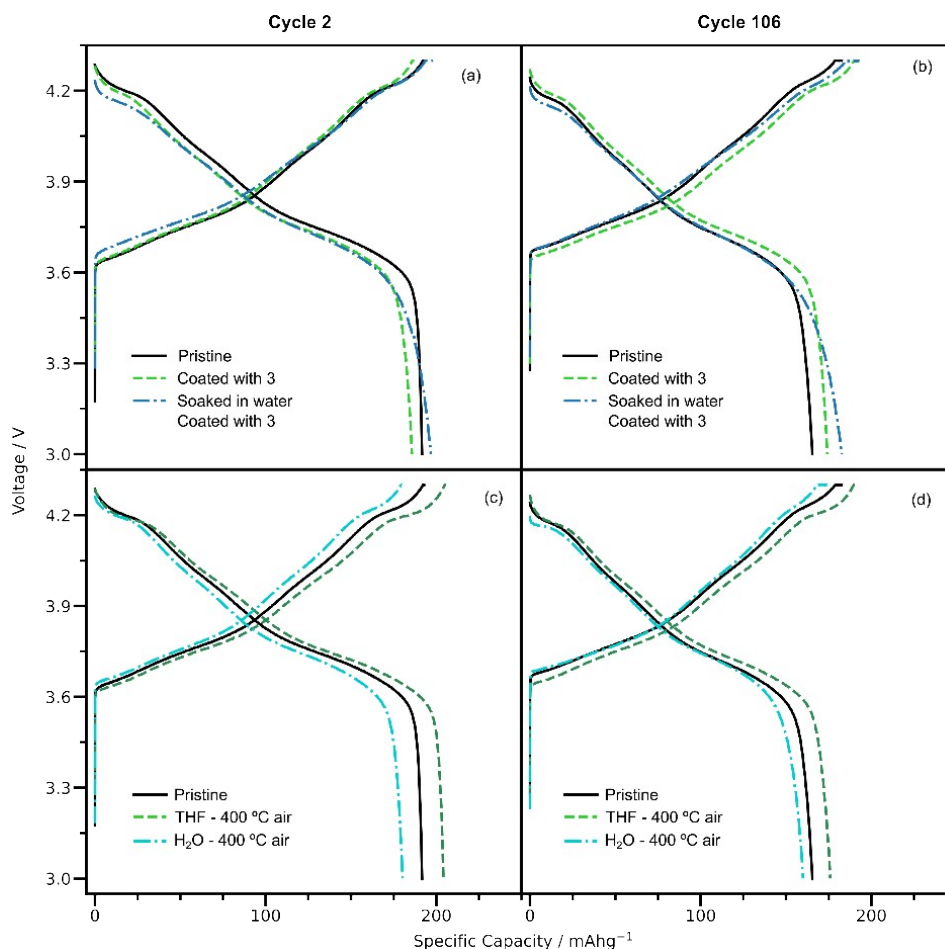 Cycle 2
Cycle 106
(a)
(b)
4.2
3.9
3.6
3.3
3.0
Pristine
Coated with 3
Soaked in water
Coated with 3
Pristine
Coated with 3
Soaked in water
Coated with 3
Voltage / V
(c)
(d)
4.2
3.9
3.6
3.3
3.0
Pristine
THF - 400 ºC air
H₂O - 400 ºC air
Pristine
THF - 400 ºC air
H₂O - 400 ºC air
0
100
200
0
100
200
Specific Capacity / mAhg⁻¹